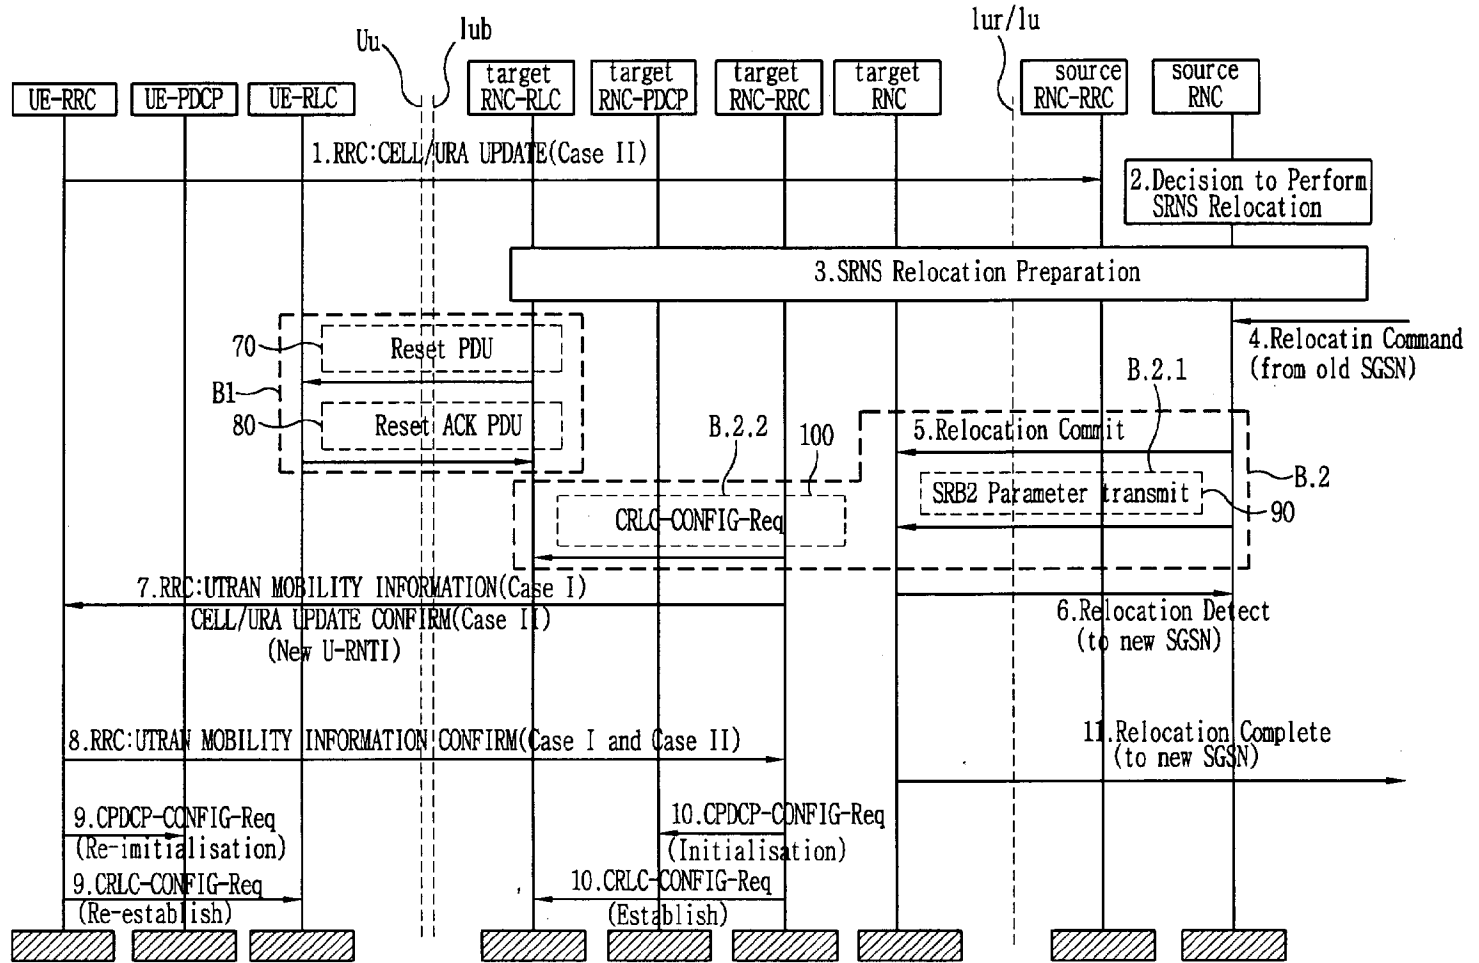 Uu
lub
lur/lu
UE-RRC
UE-PDCP
UE-RLC
target
RNC-RLC
target
RNC-PDCP
target
RNC-RRC
target
RNC
source
RNC-RRC
source
RNC
1.RRC:CELL/URA UPDATE(Case II)
2.Decision to Perform
SRNS Relocation
3.SRNS Relocation Preparation
4.Relocatin Command
(from old SGSN)
70
Reset PDU
B1
80
Reset ACK PDU
B.2.1
B.2.2
100
5.Relocation Commit
B.2
SRB2 Parameter transmit
90
CRLC-CONFIG-Req
7.RRC:UTRAN MOBILITY INFORMATION(Case I)
CELL/URA UPDATE CONFIRM(Case II)
(New U-RNTI)
6.Relocation Detect
(to new SGSN)
8.RRC:UTRAN MOBILITY INFORMATION CONFIRM(Case I and Case II)
11.Relocation Complete
(to new SGSN)
9.CPDCP-CONFIG-Req
(Re-imitialisation)
10.CPDCP-CONFIG-Req
(Initialisation)
9.CRLC-CONFIG-Req
(Re-establish)
10.CRLC-CONFIG-Req
(Establish)